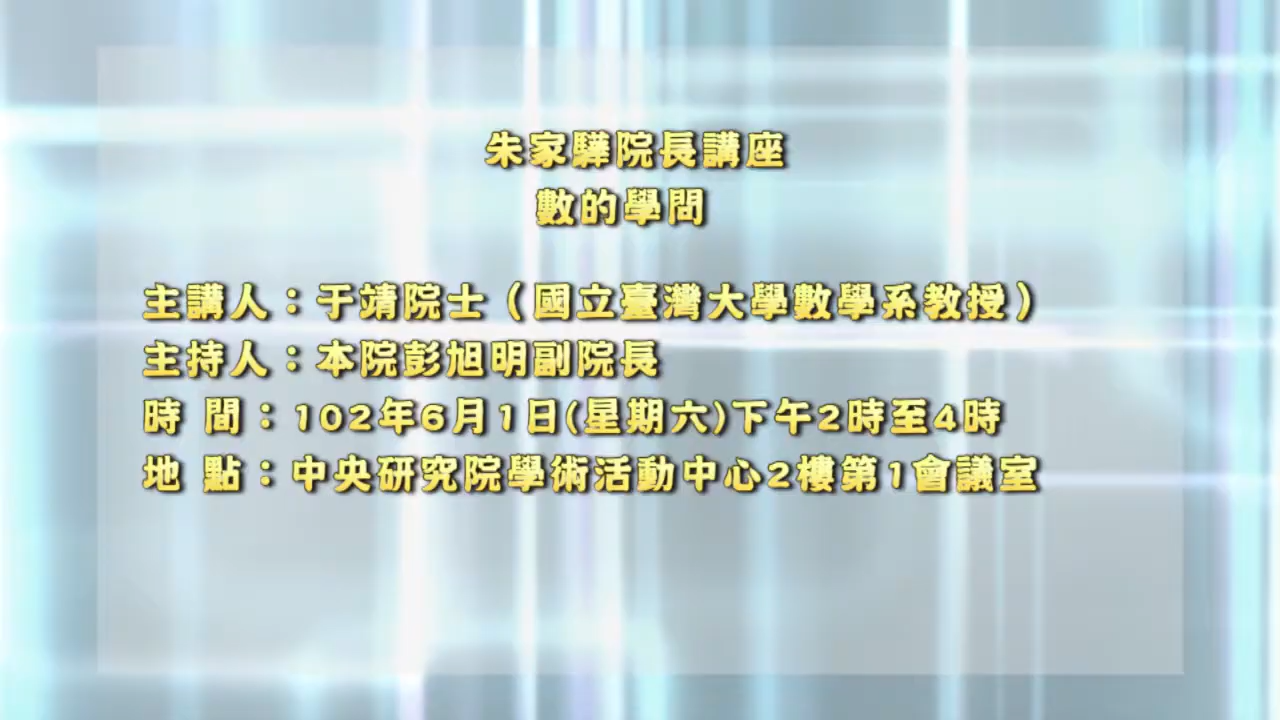 朱家驊院長講座
數的學問
主講人：于靖院士（國立臺灣大學數學系教授）
主持人：本院彭旭明副院長
時 間：102年6月1日(星期六)下午2時至4時
地 點：中央研究院學術活動中心2樓第1會議室